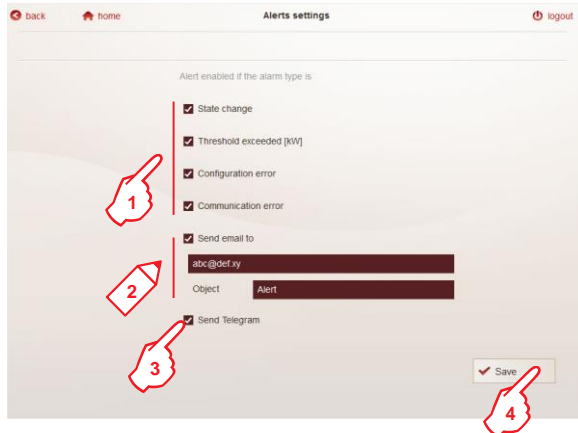 back home Alerts settings logout
Alert enabled if the alarm type is
State change
Threshold exceeded [kW]
Configuration error
1
Communication error
Send email to
abc@def.xy
2
Object Alert
Send Telegram
3
Save
4